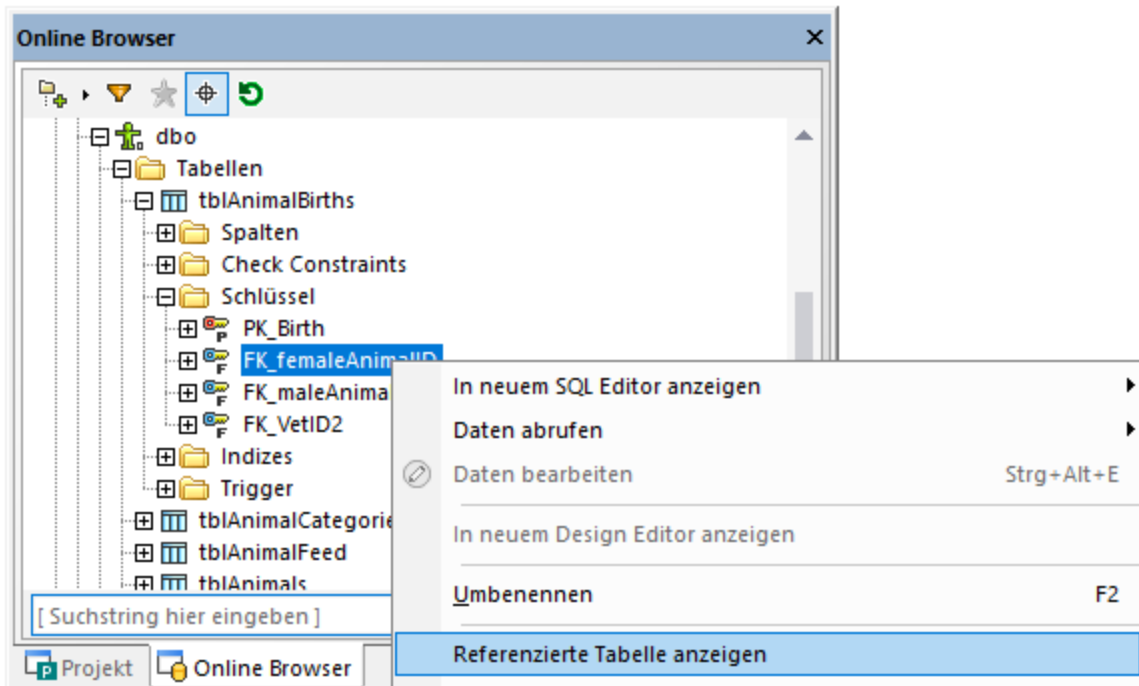 Online Browser
dbo
Tabellen
tblAnimalBirths
Spalten
Check Constraints
Schlüssel
PK_Birth
FK_femaleAnimalID
FK_maleAnima
FK_VetID2
Indizes
Trigger
tblAnimalCategorie
tblAnimalFeed
tblAnimals
[ Suchstring hier eingeben ]
Projekt
Online Browser
In neuem SQL Editor anzeigen
Daten abrufen
Daten bearbeiten Strg+Alt+E
In neuem Design Editor anzeigen
Umbenennen F2
Referenzierte Tabelle anzeigen